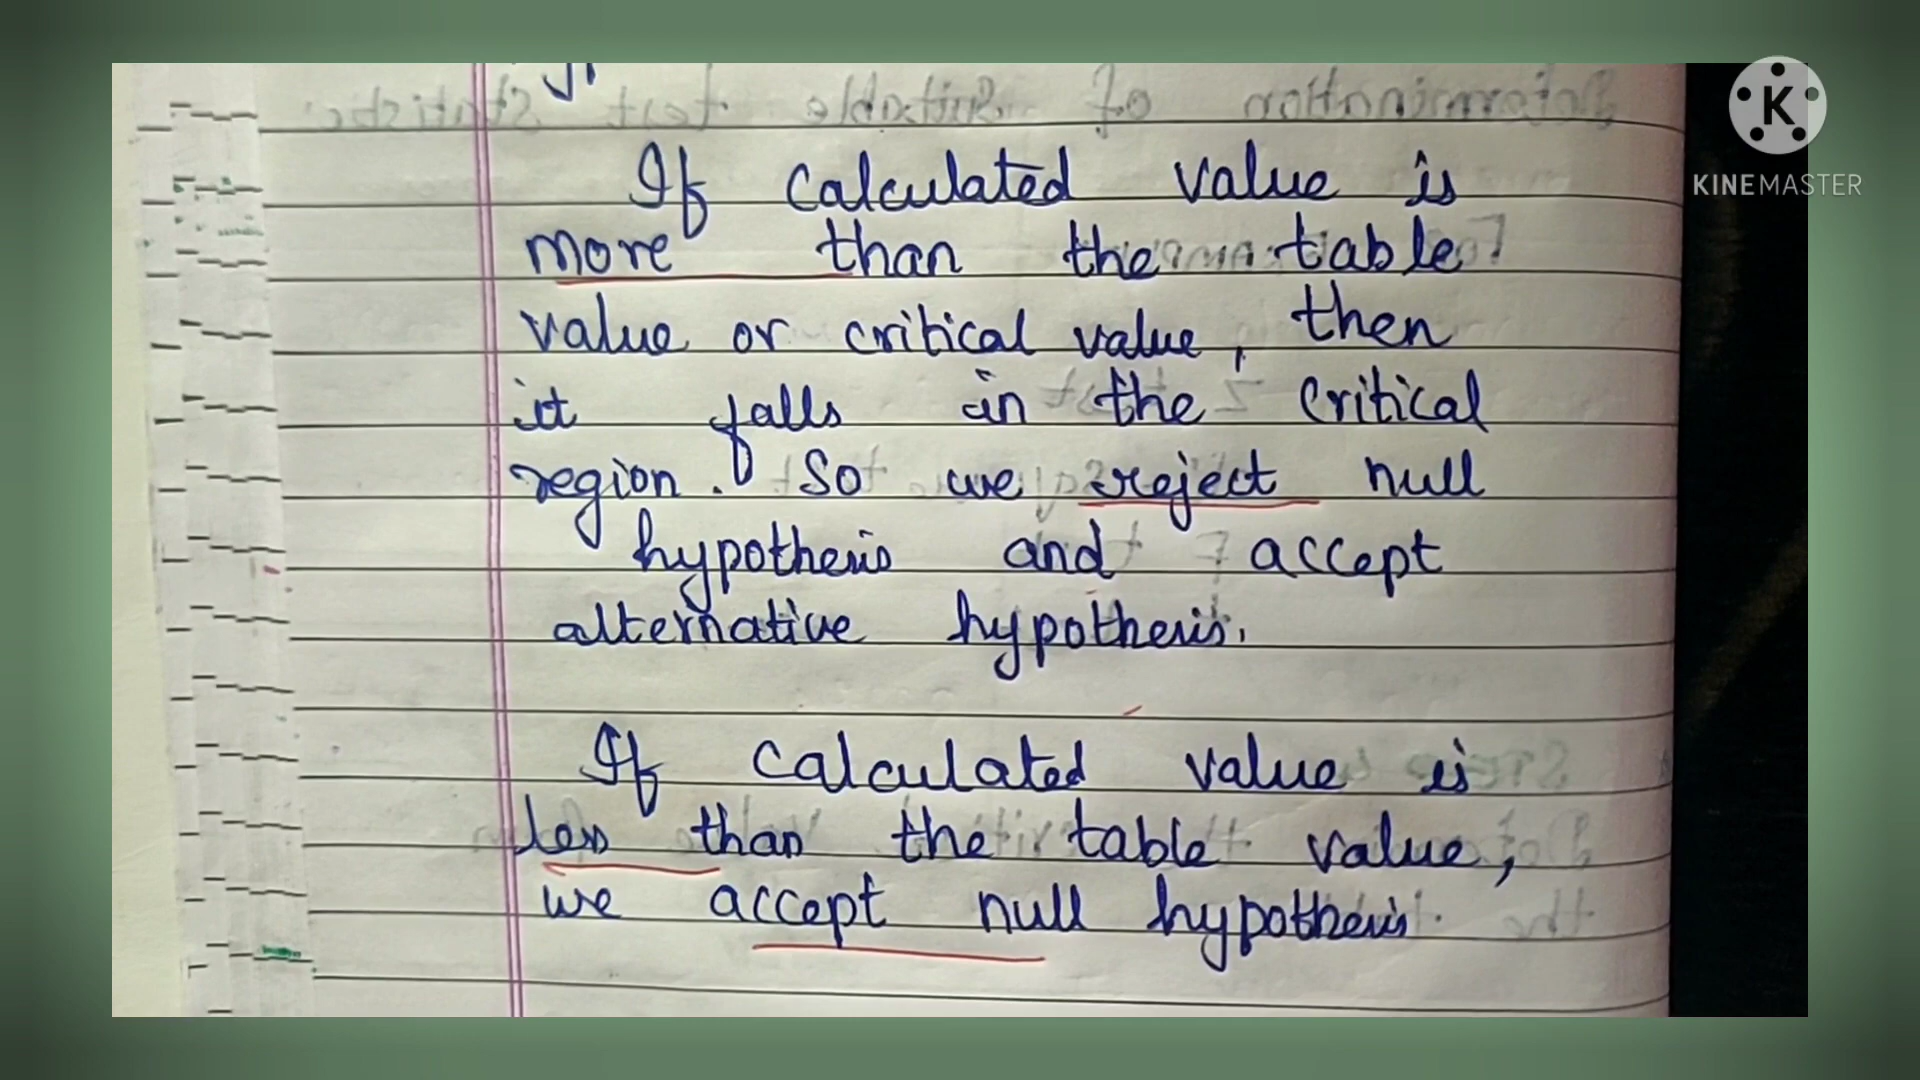 If calculated value is
more than the table
value or critical value, then
it falls in the critical
region. So we reject null
hypothesis and accept
alternative hypothesis.
If calculated value is
less than the table value,
we accept null hypothesis.
K
KINEMASTER